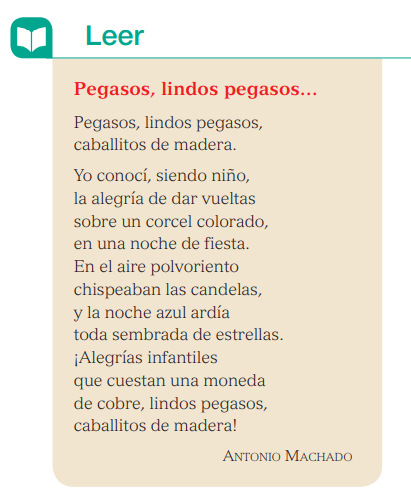 Leer
Pegasos, lindos pegasos...
Pegasos, lindos pegasos,
caballitos de madera.
Yo conocí, siendo niño,
la alegría de dar vueltas
sobre un corcel colorado,
en una noche de fiesta.
En el aire polvoriento
chispeaban las candelas,
y la noche azul ardía
toda sembrada de estrellas.
¡Alegrías infantiles
que cuestan una moneda
de cobre, lindos pegasos,
caballitos de madera!
ANTONIO MACHADO